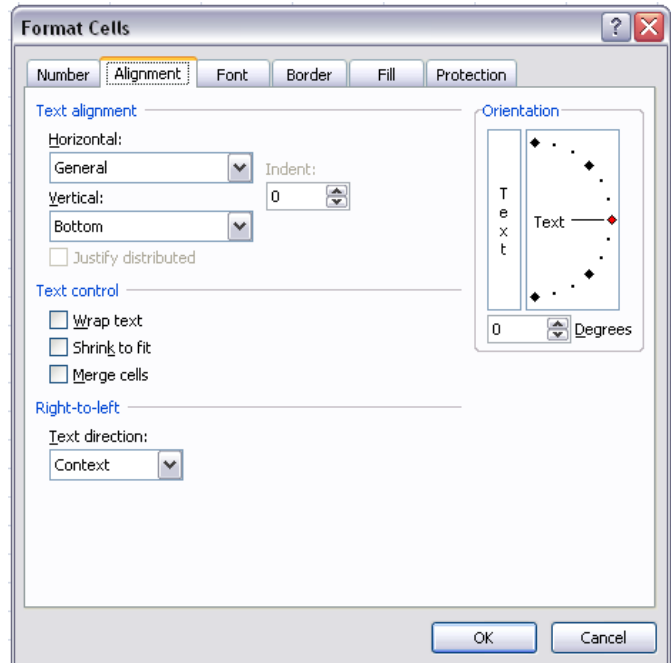 Format Cells
?
Number Alignment Font Border Fill Protection
Text alignment
Horizontal:
General
Indent:
0
Vertical:
Bottom
Justify distributed
Text control
Wrap text
Shrink to fit
Merge cells
Right-to-left
Text direction:
Context
Orientation
Text
Text
0 Degrees
OK Cancel